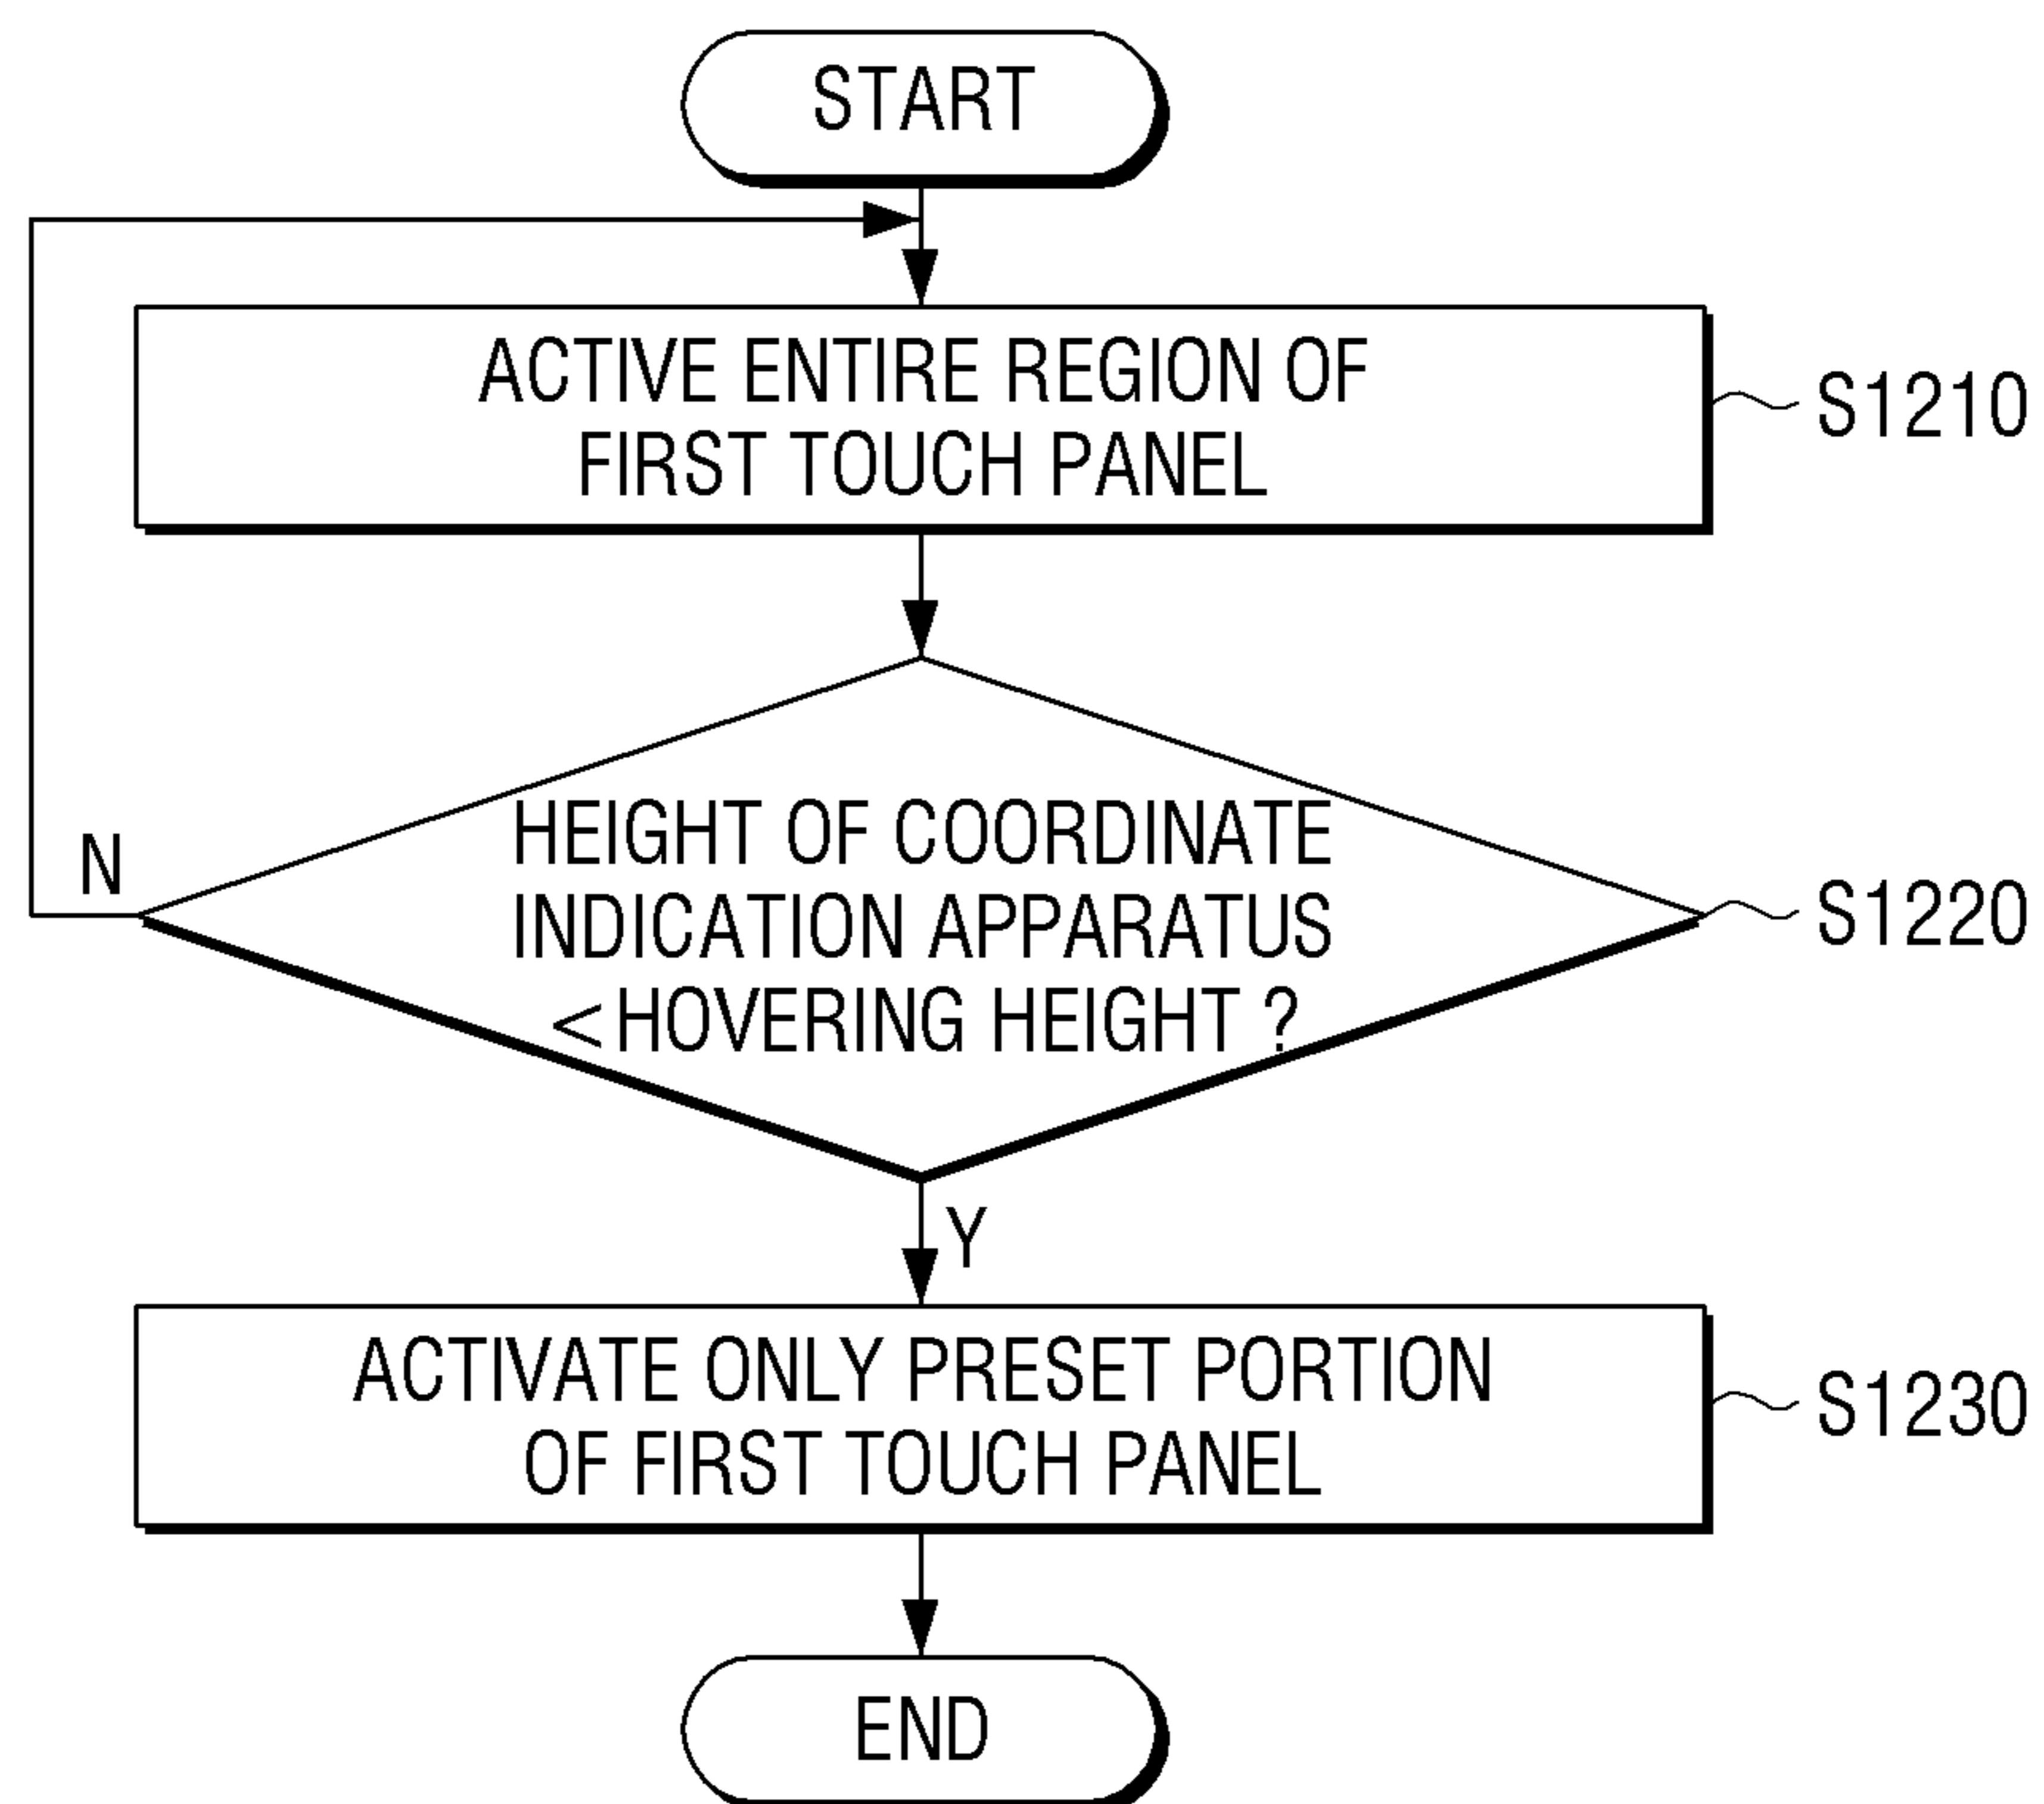 START
ACTIVE ENTIRE REGION OF
FIRST TOUCH PANEL
S1210
HEIGHT OF COORDINATE
INDICATION APPARATUS
<HOVERING HEIGHT ?
S1220
N
Y
ACTIVATE ONLY PRESET PORTION
OF FIRST TOUCH PANEL
S1230
END